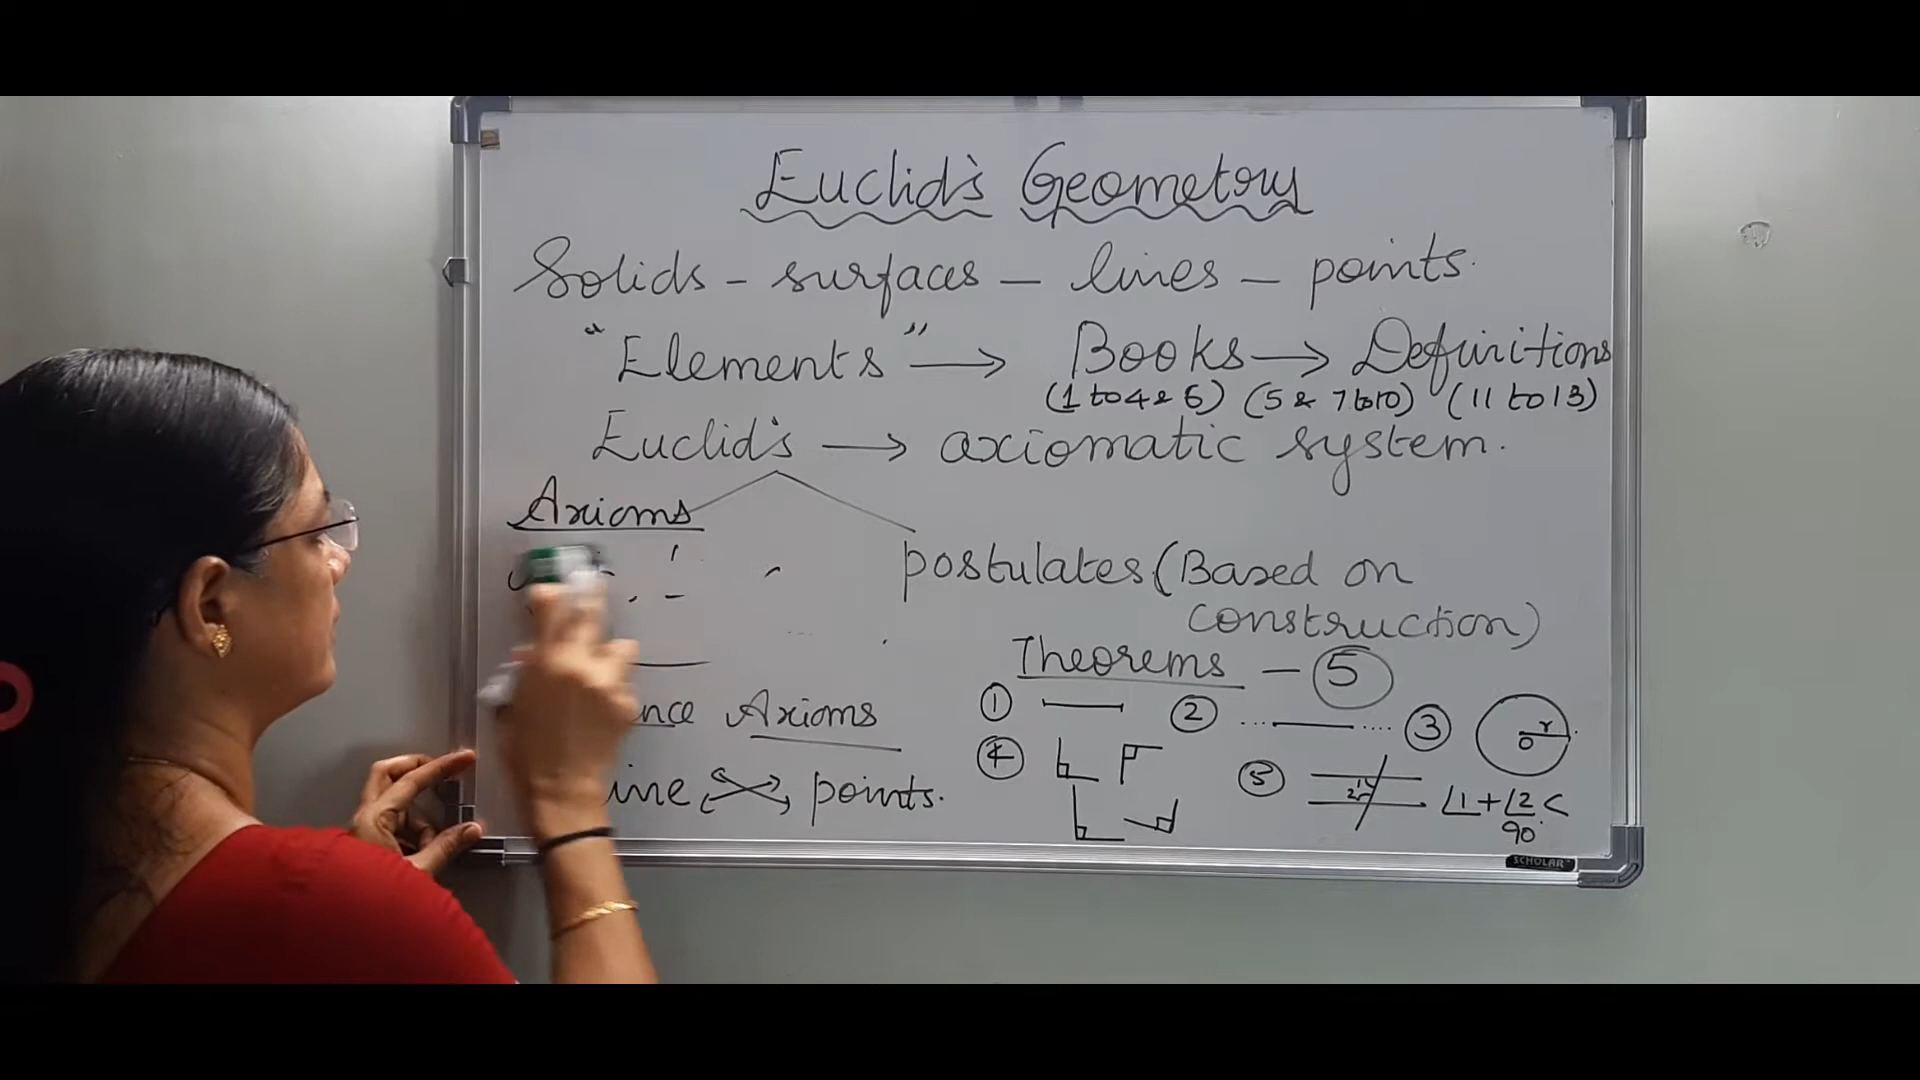 Euclid's Geometry
Solids - surfaces - lines - points.
"Elements" → Books → Definitions
(1 to 4 & 6) (5 & 7 to 10) (11 to 13)
Euclid's → axiomatic system.
Axioms
postulates (Based on
construction)
Theorems - 5
1 2 3 r O
Axioms
4 5 1 2 ∠1+∠2 <
90.
points.
SCHOLAR